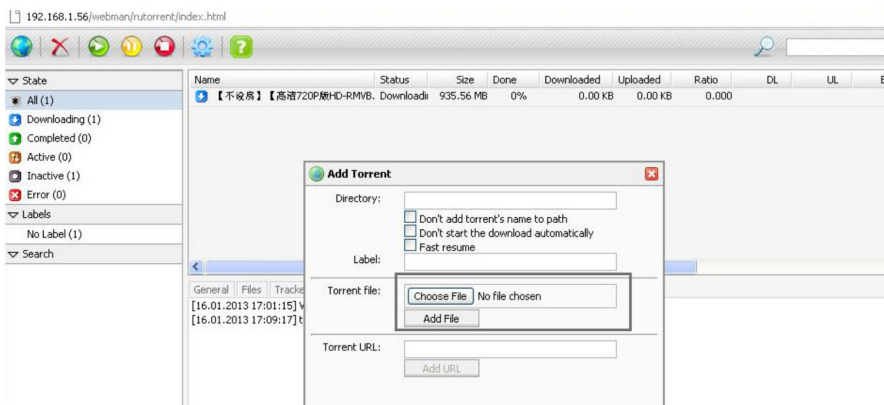 192.168.1.56/webman/rutorrent/index.html
State
All (1)
Downloading (1)
Completed (0)
Active (0)
Inactive (1)
Error (0)
Labels
No Label (1)
Search
Name Status Size Done Downloaded Uploaded Ratio DL UL
【不设房】【高清720P版HD-RMVB. Downloadi 935.56 MB 0% 0.00 KB 0.00 KB 0.000
Add Torrent
Directory:
Don't add torrent's name to path
Don't start the download automatically
Fast resume
Label:
Torrent file:
Choose File No file chosen
Add File
Torrent URL:
Add URL
General Files Tracke
[16.01.2013 17:01:15]
[16.01.2013 17:09:17] t